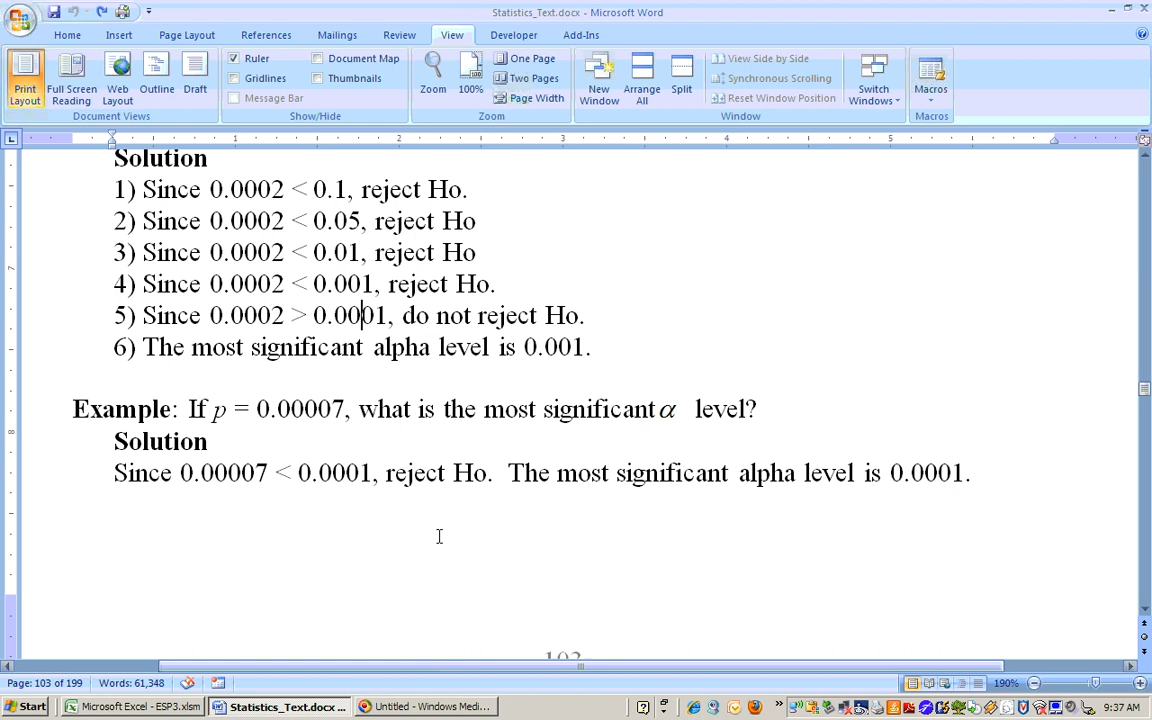 Statistics_Text.docx - Microsoft Word
Home Insert Page Layout References Mailings Review View Developer Add-Ins
Print Layout Full Screen Reading Web Layout Outline Draft
Document Views
Ruler Document Map
Gridlines Thumbnails
Message Bar
Show/Hide
Zoom 100% One Page
Two Pages
Page Width
Zoom
New Window Arrange All Split
View Side by Side
Synchronous Scrolling
Reset Window Position
Switch Windows
Window
Macros
Macros
1 2 3 4 5
Solution
1) Since 0.0002 < 0.1, reject Ho.
2) Since 0.0002 < 0.05, reject Ho
3) Since 0.0002 < 0.01, reject Ho
7
4) Since 0.0002 < 0.001, reject Ho.
5) Since 0.0002 > 0.0001, do not reject Ho.
6) The most significant alpha level is 0.001.
Example: If p = 0.00007, what is the most significant α level?
8
Solution
Since 0.00007 < 0.0001, reject Ho. The most significant alpha level is 0.0001.
103
Page: 103 of 199 Words: 61,348 190%
Start Microsoft Excel - ESP3.xlsm Statistics_Text.docx ... Untitled - Windows Medi... 9:37 AM